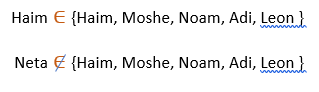 Haim ∈ {Haim, Moshe, Noam, Adi, Leon }
Neta ∉ {Haim, Moshe, Noam, Adi, Leon }